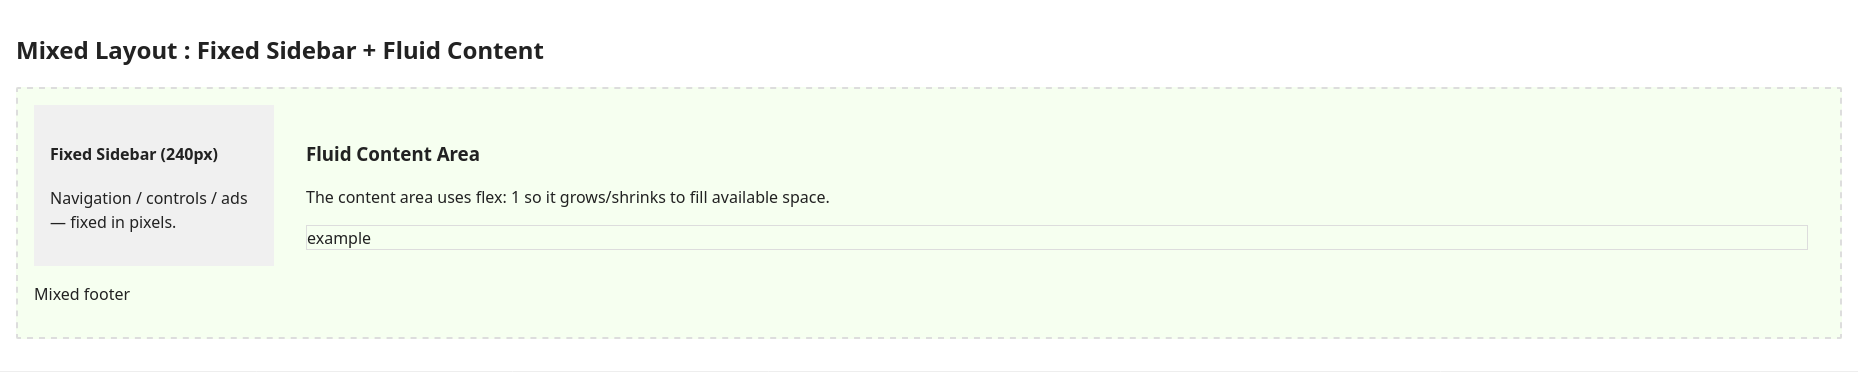 Mixed Layout : Fixed Sidebar + Fluid Content
Fixed Sidebar (240px)
Navigation / controls / ads
— fixed in pixels.
Fluid Content Area
The content area uses flex: 1 so it grows/shrinks to fill available space.
example
Mixed footer